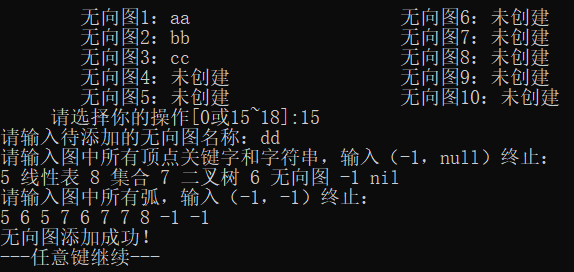 无向图1: aa 无向图6: 未创建
无向图2: bb 无向图7: 未创建
无向图3: cc 无向图8: 未创建
无向图4: 未创建 无向图9: 未创建
无向图5: 未创建 无向图10: 未创建
请选择你的操作[0或15~18]:15
请输入待添加的无向图名称: dd
请输入图中所有顶点关键字和字符串，输入（-1，null）终止:
5 线性表 8 集合 7 二叉树 6 无向图 -1 nil
请输入图中所有弧，输入（-1，-1）终止:
5 6 5 7 6 7 7 8 -1 -1
无向图添加成功!
---任意键继续---